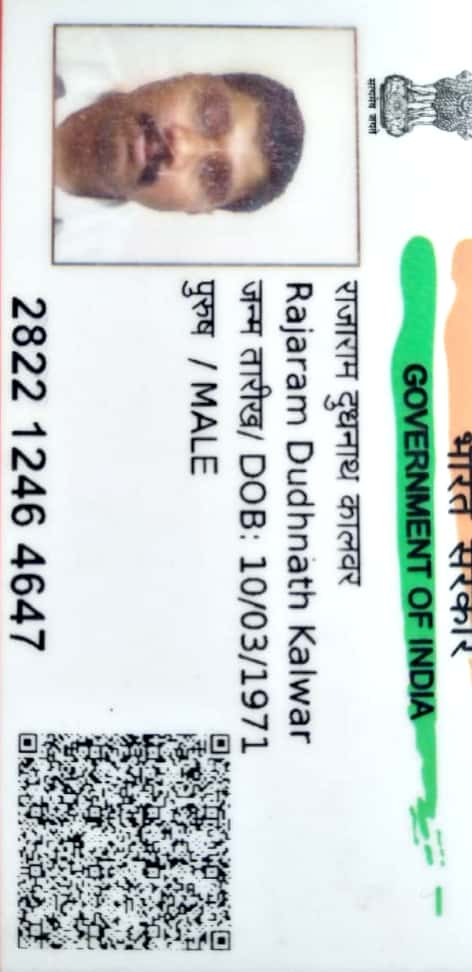 भारत सरकार
GOVERNMENT OF INDIA
सत्यमेव जयते
राजाराम दुधनाथ कालवर
Rajaram Dudhnath Kalwar
जन्म तारीख/ DOB: 10/03/1971
पुरुष / MALE
2822 1246 4647